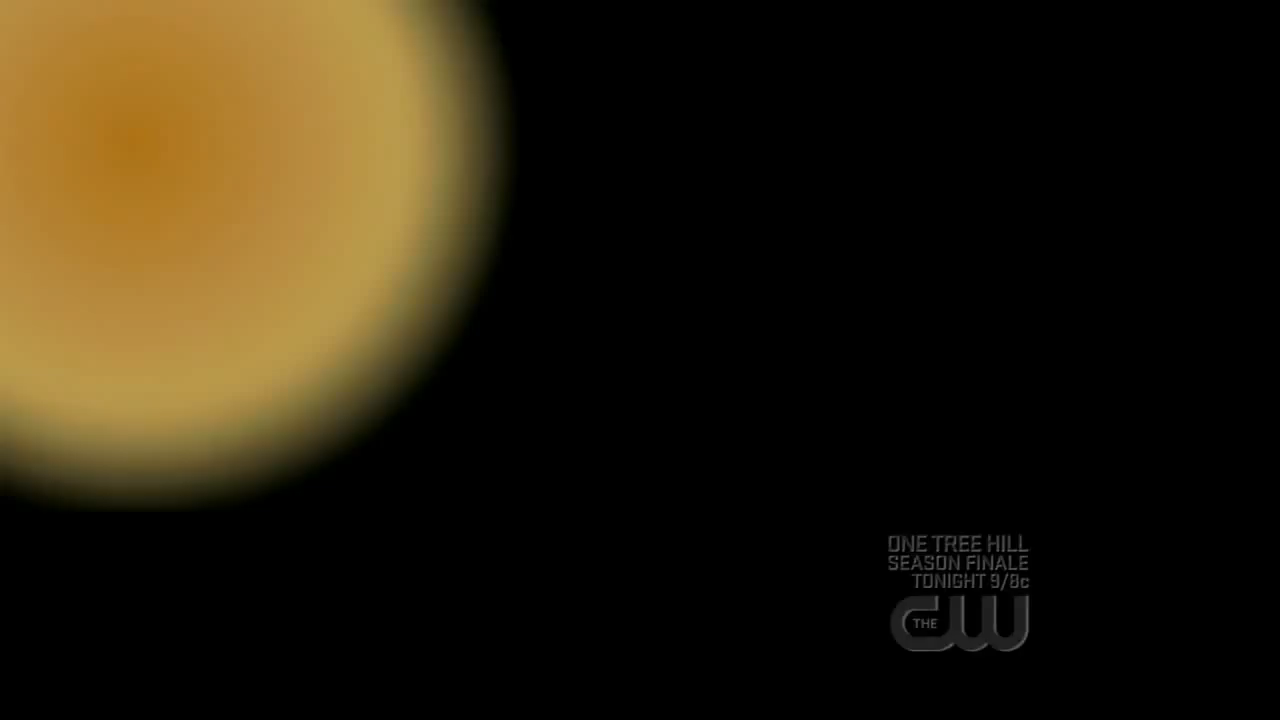 ONE TREE HILL
SEASON FINALE
TONIGHT 9/8c
THE CW